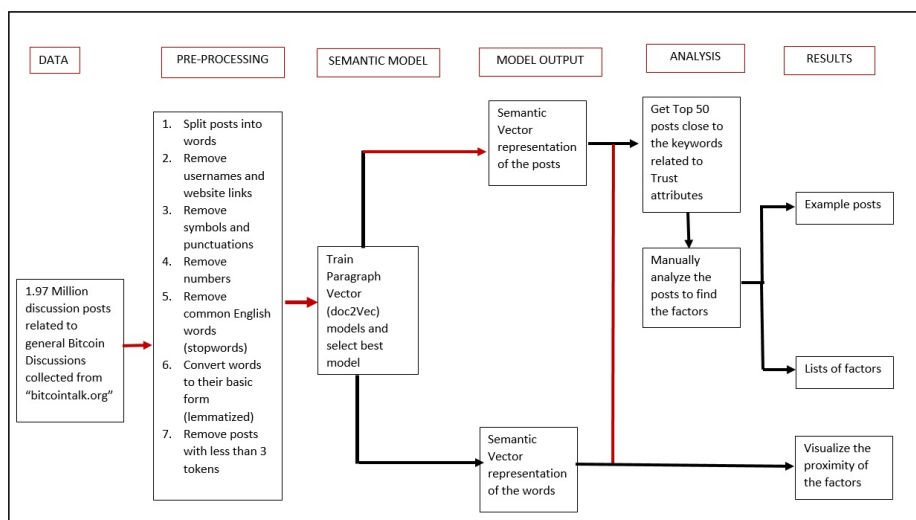 DATA
PRE-PROCESSING
SEMANTIC MODEL
MODEL OUTPUT
ANALYSIS
RESULTS
1.97 Million
discussion posts
related to
general Bitcoin
Discussions
collected from
“bitcointalk.org”
1. Split posts into
words
2. Remove
usernames and
website links
3. Remove
symbols and
punctuations
4. Remove
numbers
5. Remove
common English
words
(stopwords)
6. Convert words
to their basic
form
(lemmatized)
7. Remove posts
with less than 3
tokens
Train
Paragraph
Vector
(doc2Vec)
models and
select best
model
Semantic
Vector
representation
of the posts
Semantic
Vector
representation
of the words
Get Top 50
posts close to
the keywords
related to
Trust
attributes
Manually
analyze the
posts to find
the factors
Example posts
Lists of factors
Visualize the
proximity of
the factors